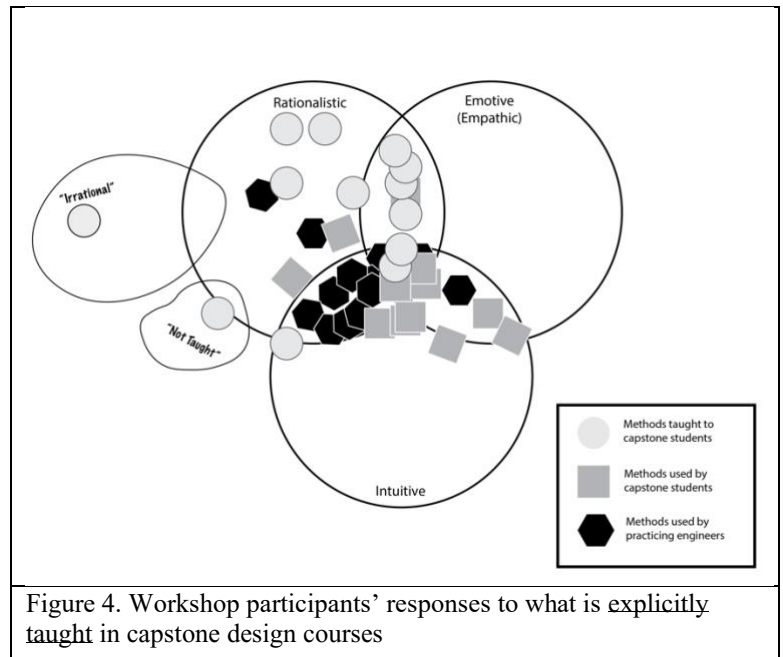 Rationalistic
Emotive
(Empathic)
"Irrational"
"Not Taught"
Intuitive
Methods taught to
capstone students
Methods used by
capstone students
Methods used by
practicing engineers
Figure 4. Workshop participants’ responses to what is explicitly
taught in capstone design courses